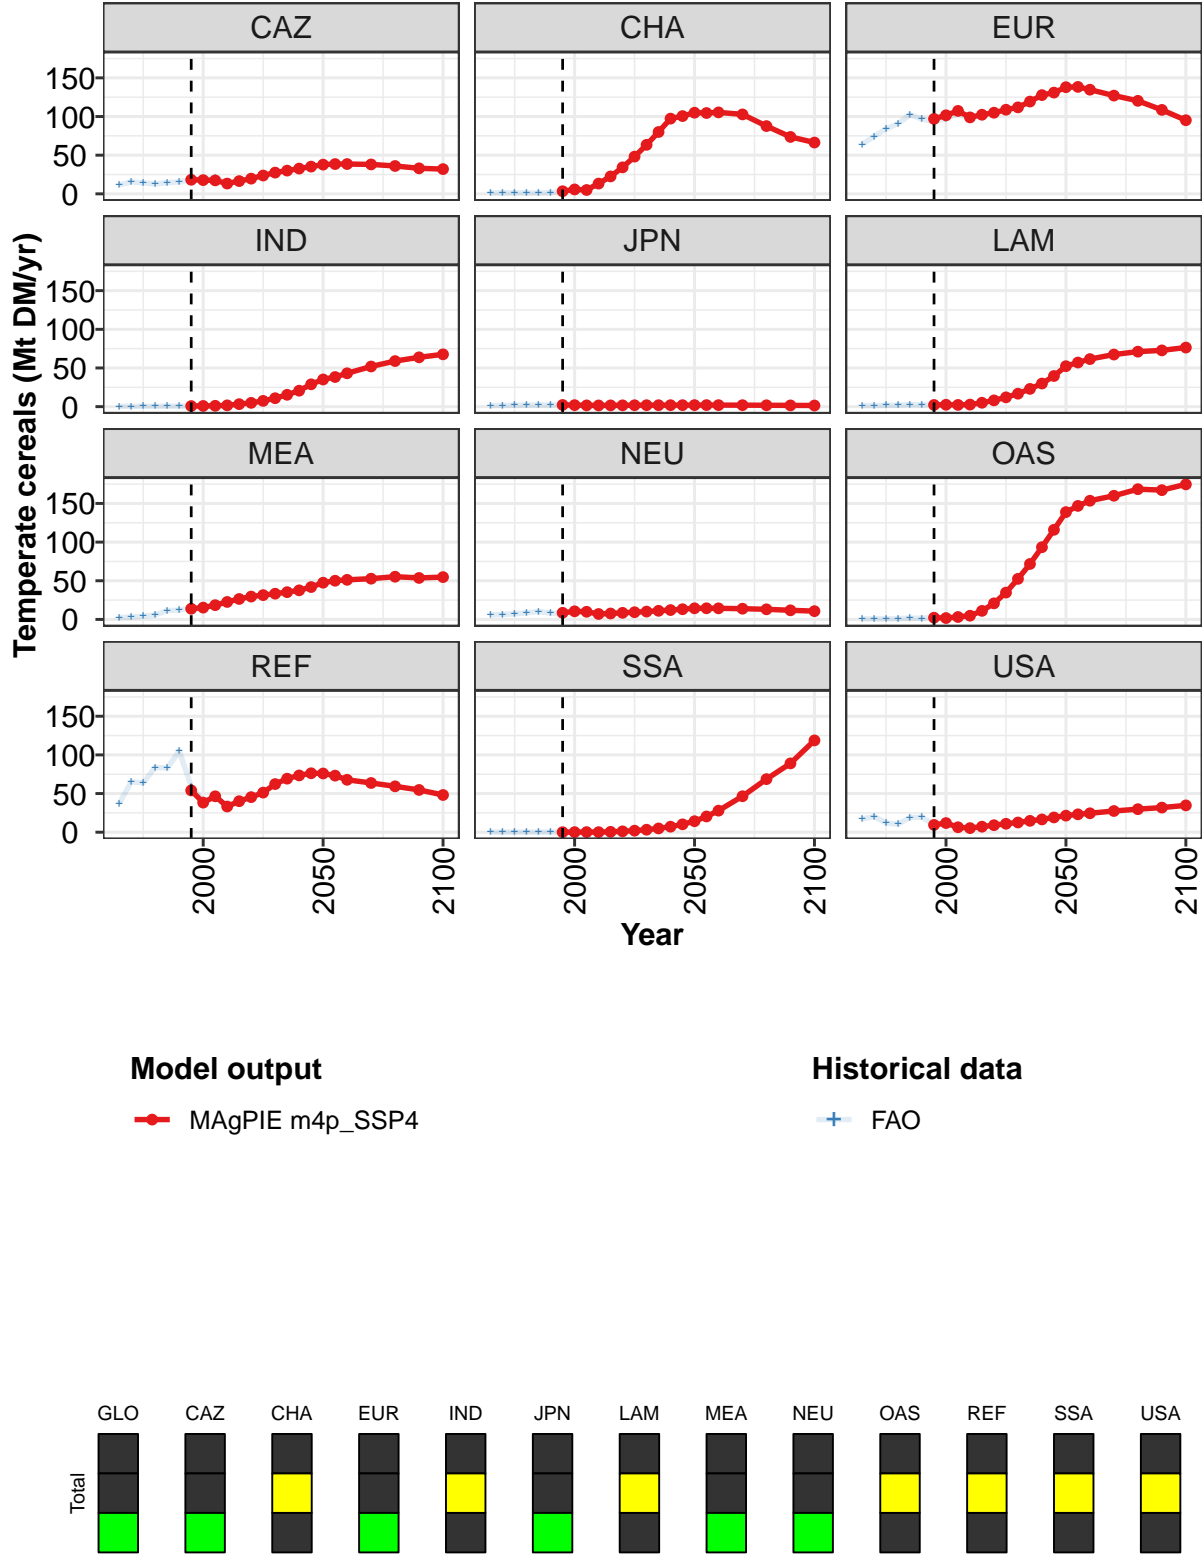 CAZ CHA EUR
150
100
50
0
IND JPN LAM
150
100
50
0
MEA NEU OAS
150
100
50
0
REF SSA USA
150
100
50
0
Temperate cereals (Mt DM/yr)
2000 2050 2100 2000 2050 2100 2000 2050 2100
Year
Model output Historical data
MAgPIE m4p_SSP4 FAO
GLO CAZ CHA EUR IND JPN LAM MEA NEU OAS REF SSA USA
Total